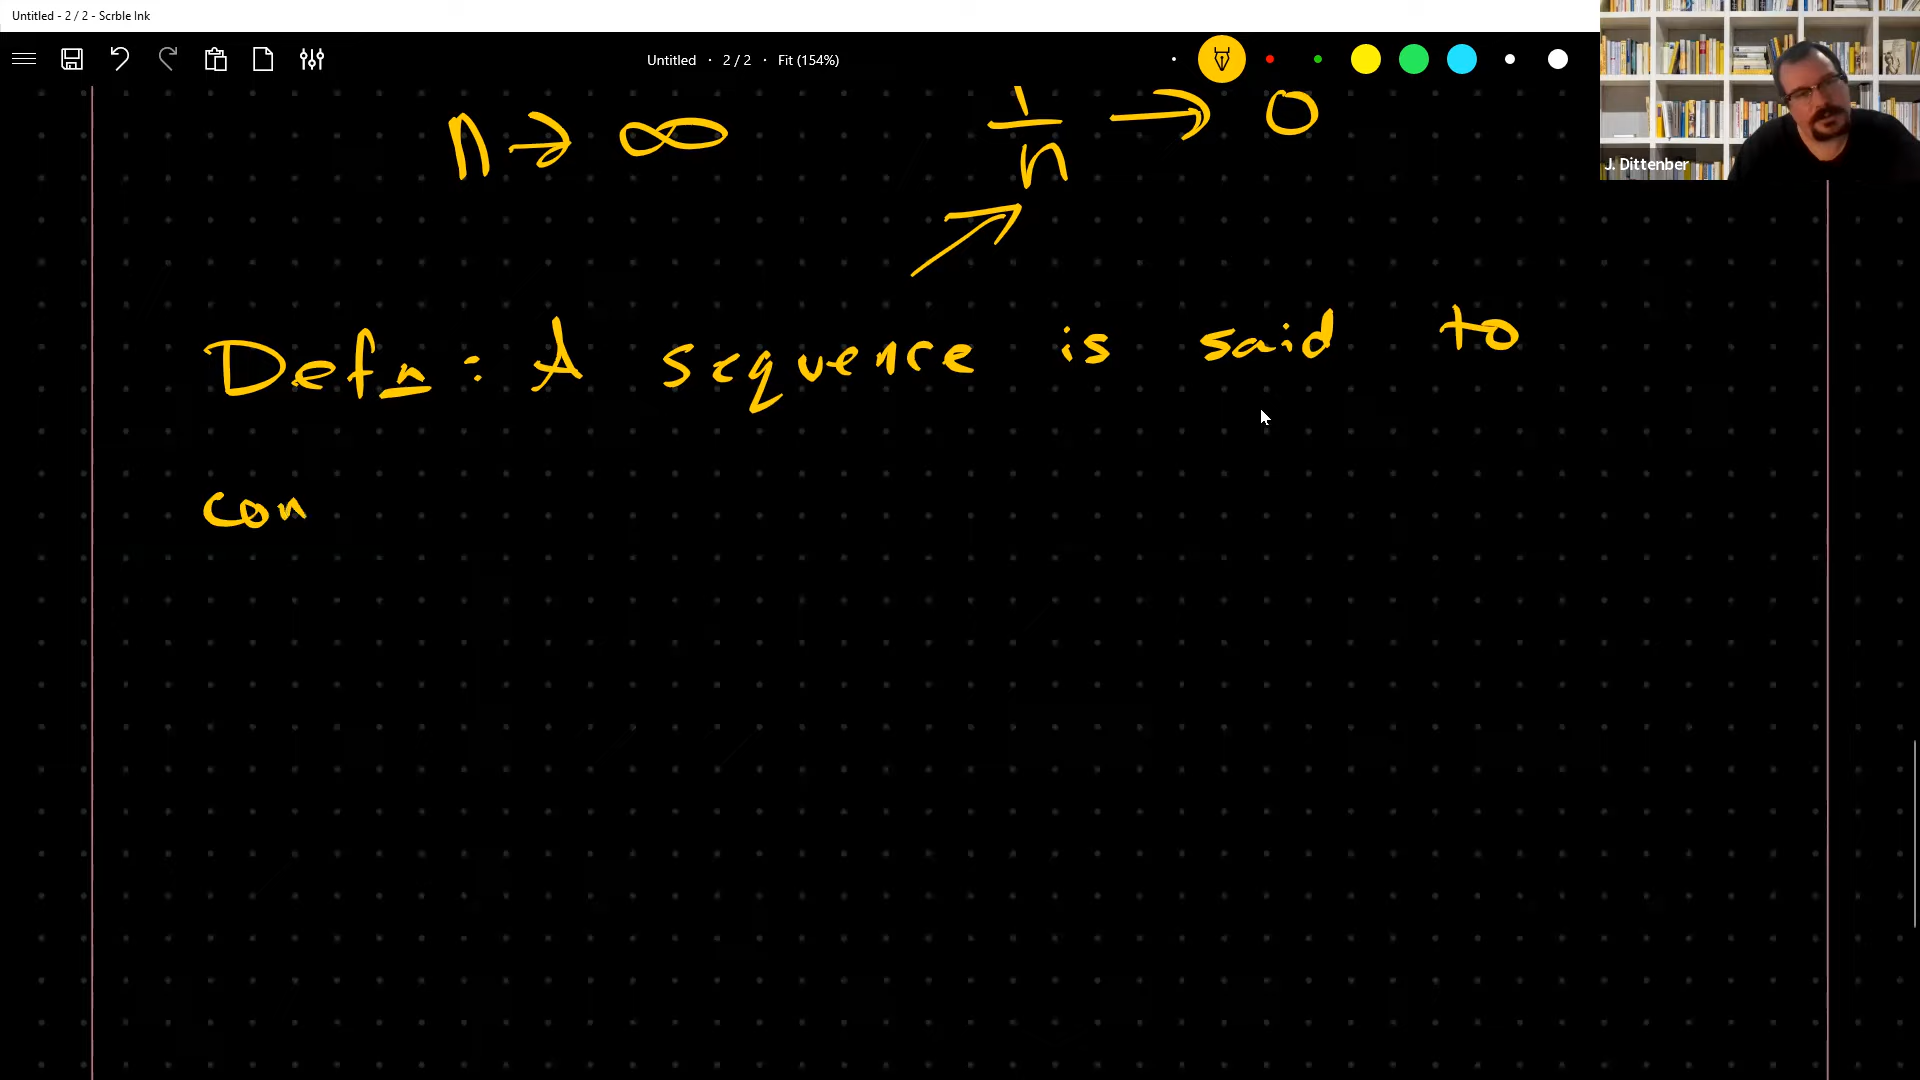 Untitled - 2 / 2 - Scrble Ink
Untitled · 2 / 2 · Fit (154%)
J. Dittenber
n → ∞ 1/n → 0
Defn: A sequence is said to
con